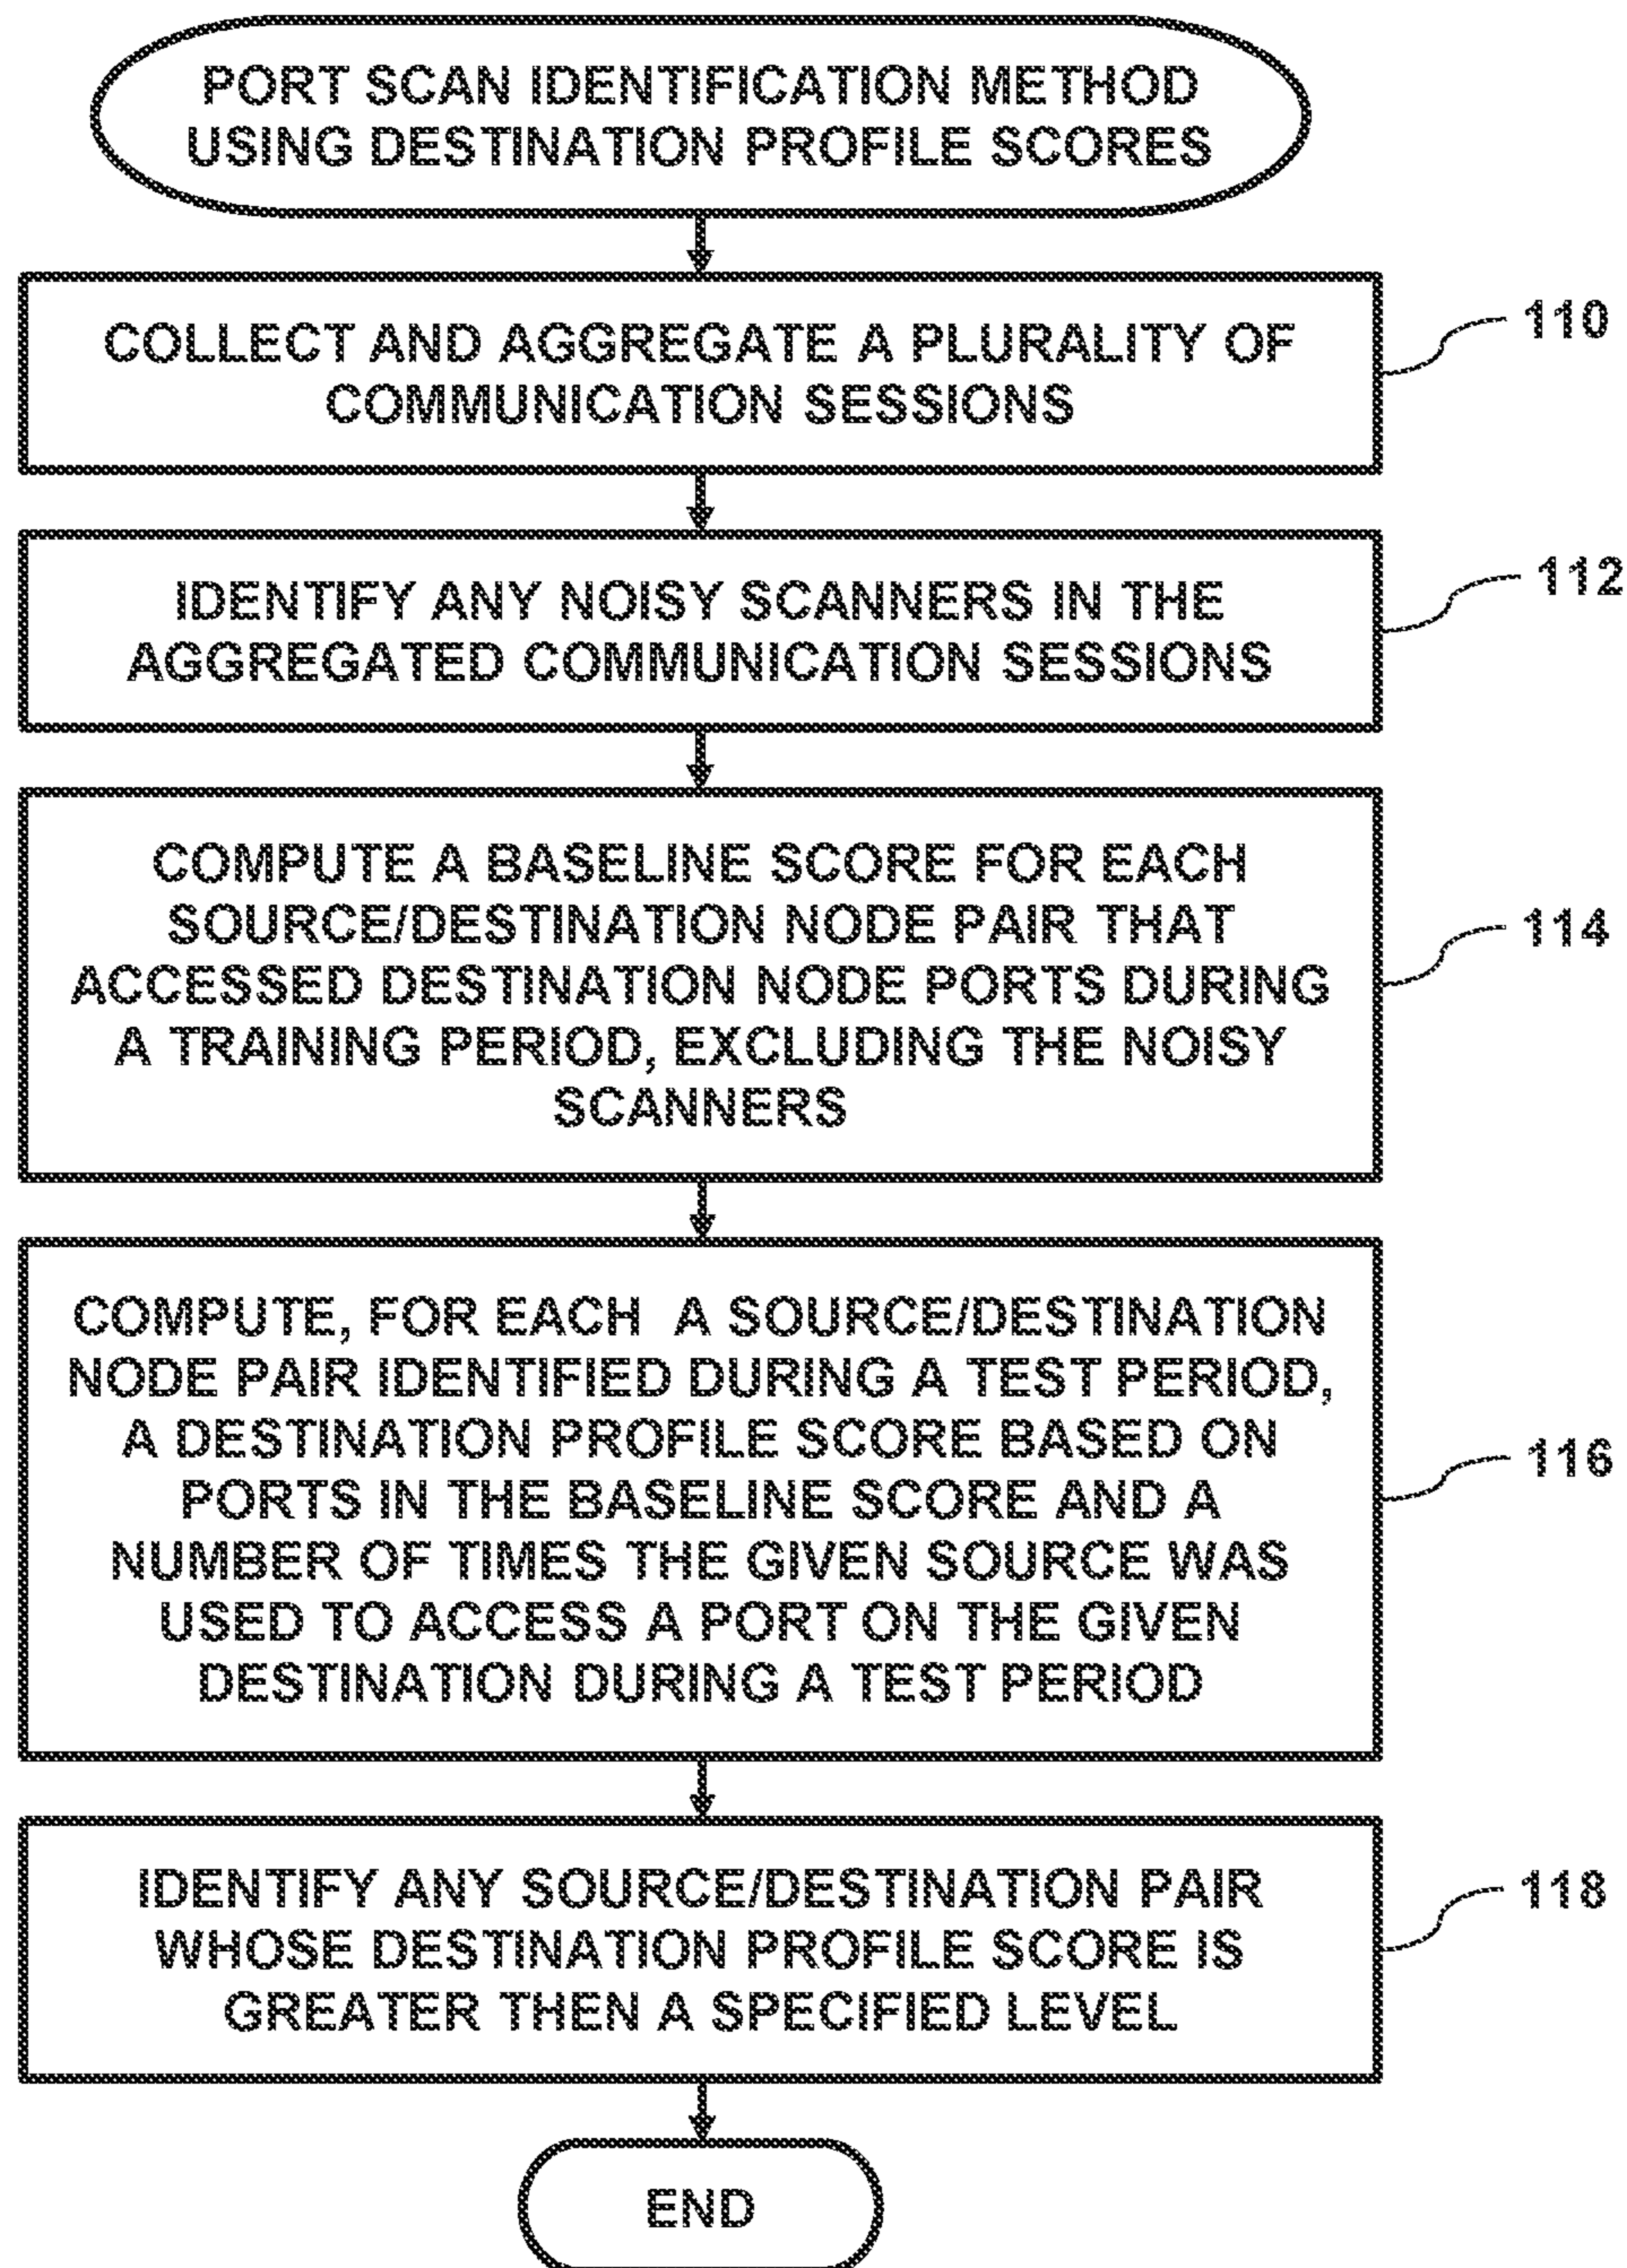 PORT SCAN IDENTIFICATION METHOD
USING DESTINATION PROFILE SCORES
COLLECT AND AGGREGATE A PLURALITY OF
COMMUNICATION SESSIONS
110
IDENTIFY ANY NOISY SCANNERS IN THE
AGGREGATED COMMUNICATION SESSIONS
112
COMPUTE A BASELINE SCORE FOR EACH
SOURCE/DESTINATION NODE PAIR THAT
ACCESSED DESTINATION NODE PORTS DURING
A TRAINING PERIOD, EXCLUDING THE NOISY
SCANNERS
114
COMPUTE, FOR EACH A SOURCE/DESTINATION
NODE PAIR IDENTIFIED DURING A TEST PERIOD,
A DESTINATION PROFILE SCORE BASED ON
PORTS IN THE BASELINE SCORE AND A
NUMBER OF TIMES THE GIVEN SOURCE WAS
USED TO ACCESS A PORT ON THE GIVEN
DESTINATION DURING A TEST PERIOD
116
IDENTIFY ANY SOURCE/DESTINATION PAIR
WHOSE DESTINATION PROFILE SCORE IS
GREATER THEN A SPECIFIED LEVEL
118
END